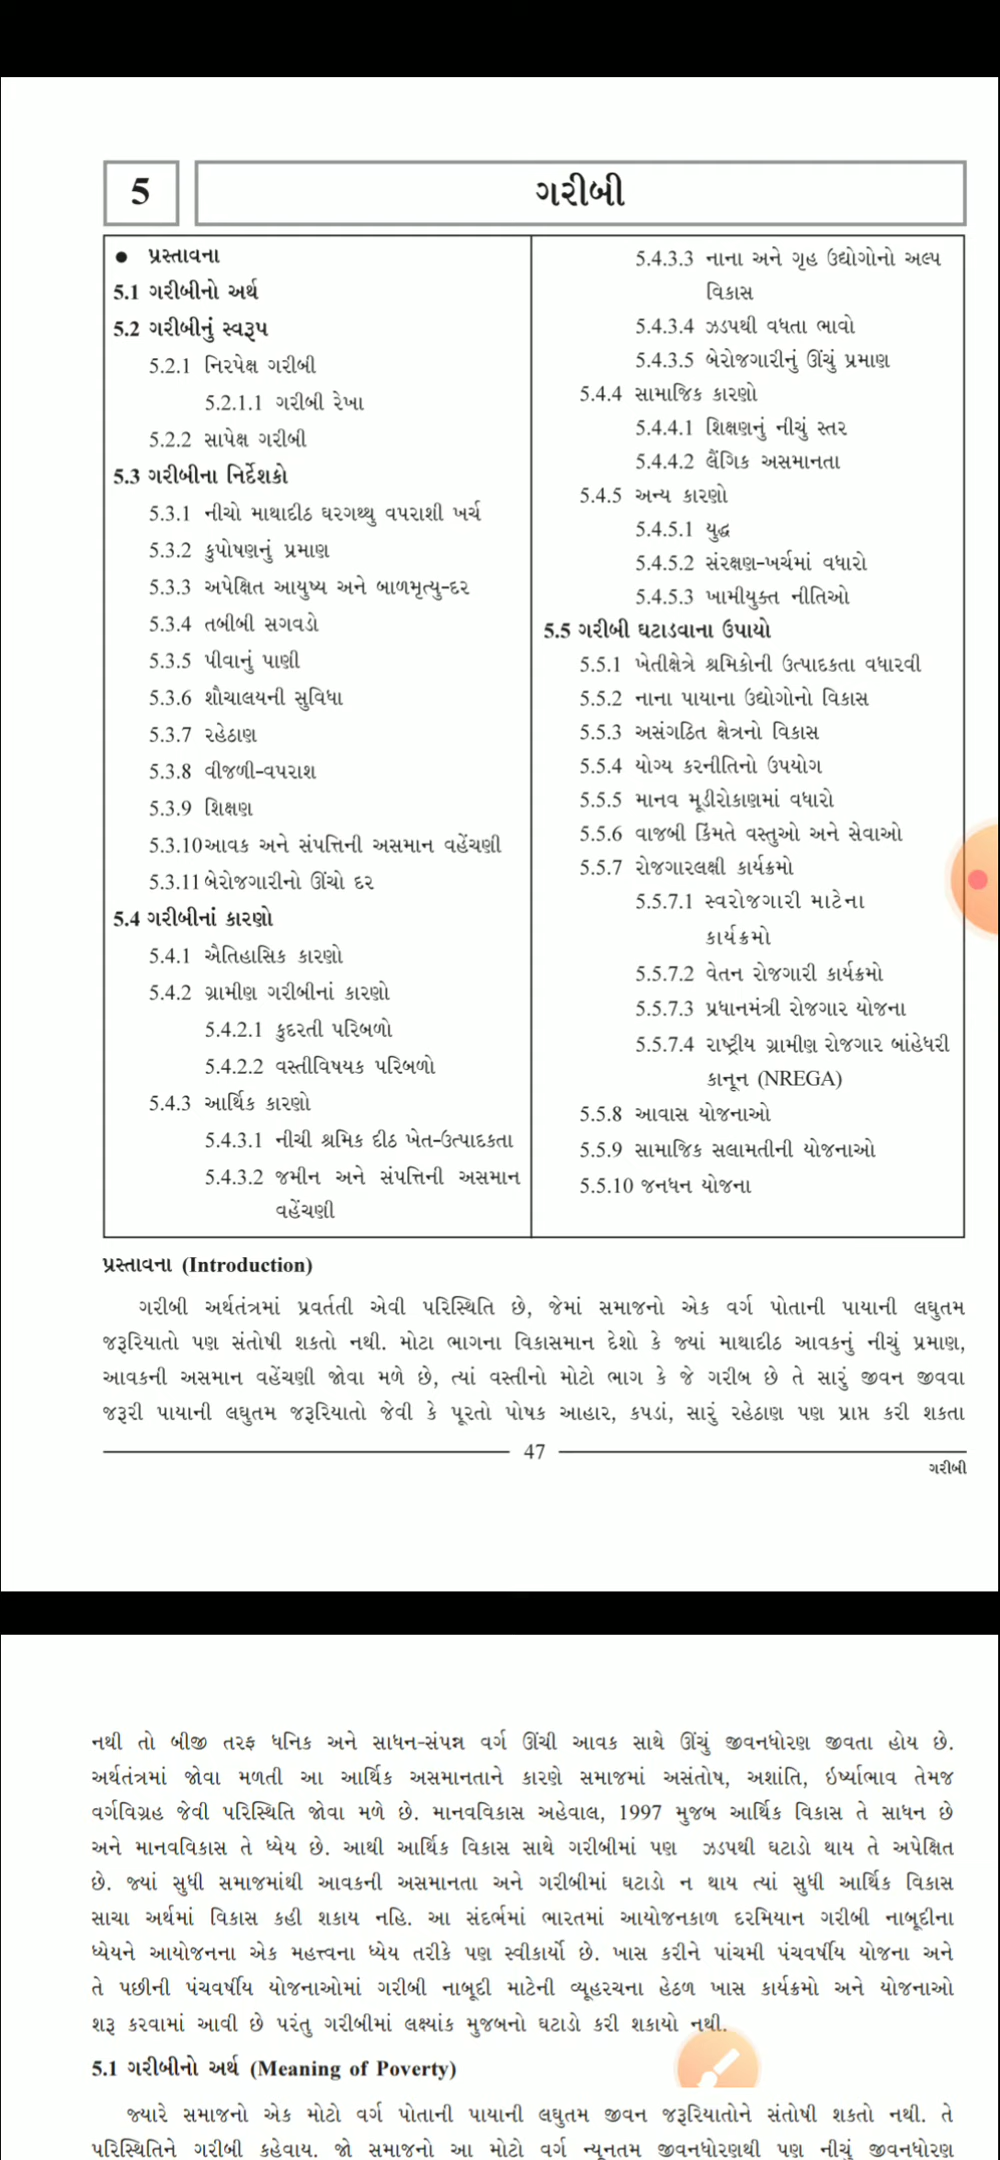 5
ગરીબી
● પ્રસ્તાવના
5.1 ગરીબીનો અર્થ
5.2 ગરીબીનું સ્વરૂપ
5.2.1 નિરપેક્ષ ગરીબી
5.2.1.1 ગરીબી રેખા
5.2.2 સાપેક્ષ ગરીબી
5.3 ગરીબીના નિર્દેશકો
5.3.1 નીચો માથાદીઠ ઘરગથ્થુ વપરાશી ખર્ચ
5.3.2 કુપોષણનું પ્રમાણ
5.3.3 અપેક્ષિત આયુષ્ય અને બાળમૃત્યુ-દર
5.3.4 તબીબી સગવડો
5.3.5 પીવાનું પાણી
5.3.6 શૌચાલયની સુવિધા
5.3.7 રહેઠાણ
5.3.8 વીજળી-વપરાશ
5.3.9 શિક્ષણ
5.3.10 આવક અને સંપત્તિની અસમાન વહેંચણી
5.3.11 બેરોજગારીનો ઊંચો દર
5.4 ગરીબીનાં કારણો
5.4.1 ઐતિહાસિક કારણો
5.4.2 ગ્રામીણ ગરીબીનાં કારણો
5.4.2.1 કુદરતી પરિબળો
5.4.2.2 વસ્તીવિષયક પરિબળો
5.4.3 આર્થિક કારણો
5.4.3.1 નીચી શ્રમિક દીઠ ખેત-ઉત્પાદકતા
5.4.3.2 જમીન અને સંપત્તિની અસમાન
વહેંચણી
5.4.3.3 નાના અને ગૃહ ઉદ્યોગોનો અલ્પ
વિકાસ
5.4.3.4 ઝડપથી વધતા ભાવો
5.4.3.5 બેરોજગારીનું ઊંચું પ્રમાણ
5.4.4 સામાજિક કારણો
5.4.4.1 શિક્ષણનું નીચું સ્તર
5.4.4.2 લૈંગિક અસમાનતા
5.4.5 અન્ય કારણો
5.4.5.1 યુદ્ધ
5.4.5.2 સંરક્ષણ-ખર્ચમાં વધારો
5.4.5.3 ખામીયુક્ત નીતિઓ
5.5 ગરીબી ઘટાડવાના ઉપાયો
5.5.1 ખેતીક્ષેત્રે શ્રમિકોની ઉત્પાદકતા વધારવી
5.5.2 નાના પાયાના ઉદ્યોગોનો વિકાસ
5.5.3 અસંગઠિત ક્ષેત્રનો વિકાસ
5.5.4 યોગ્ય કરનીતિનો ઉપયોગ
5.5.5 માનવ મૂડીરોકાણમાં વધારો
5.5.6 વાજબી કિંમતે વસ્તુઓ અને સેવાઓ
5.5.7 રોજગારલક્ષી કાર્યક્રમો
5.5.7.1 સ્વરોજગારી માટેના
કાર્યક્રમો
5.5.7.2 વેતન રોજગારી કાર્યક્રમો
5.5.7.3 પ્રધાનમંત્રી રોજગાર યોજના
5.5.7.4 રાષ્ટ્રીય ગ્રામીણ રોજગાર બાંહેધરી
કાનૂન (NREGA)
5.5.8 આવાસ યોજનાઓ
5.5.9 સામાજિક સલામતીની યોજનાઓ
5.5.10 જનધન યોજના
પ્રસ્તાવના (Introduction)
ગરીબી અર્થતંત્રમાં પ્રવર્તતી એવી પરિસ્થિતિ છે, જેમાં સમાજનો એક વર્ગ પોતાની પાયાની લઘુતમ
જરૂરિયાતો પણ સંતોષી શકતો નથી. મોટા ભાગના વિકાસમાન દેશો કે જ્યાં માથાદીઠ આવકનું નીચું પ્રમાણ,
આવકની અસમાન વહેંચણી જોવા મળે છે, ત્યાં વસ્તીનો મોટો ભાગ કે જે ગરીબ છે તે સારું જીવન જીવવા
જરૂરી પાયાની લઘુતમ જરૂરિયાતો જેવી કે પૂરતો પોષક આહાર, કપડાં, સારું રહેઠાણ પણ પ્રાપ્ત કરી શકતા
47
ગરીબી
નથી તો બીજી તરફ ધનિક અને સાધન-સંપન્ન વર્ગ ઊંચી આવક સાથે ઊંચું જીવનધોરણ જીવતા હોય છે.
અર્થતંત્રમાં જોવા મળતી આ આર્થિક અસમાનતાને કારણે સમાજમાં અસંતોષ, અશાંતિ, ઇર્ષ્યાભાવ તેમજ
વર્ગવિગ્રહ જેવી પરિસ્થિતિ જોવા મળે છે. માનવવિકાસ અહેવાલ, 1997 મુજબ આર્થિક વિકાસ તે સાધન છે
અને માનવવિકાસ તે ધ્યેય છે. આથી આર્થિક વિકાસ સાથે ગરીબીમાં પણ ઝડપથી ઘટાડો થાય તે અપેક્ષિત
છે. જ્યાં સુધી સમાજમાંથી આવકની અસમાનતા અને ગરીબીમાં ઘટાડો ન થાય ત્યાં સુધી આર્થિક વિકાસ
સાચા અર્થમાં વિકાસ કહી શકાય નહિ. આ સંદર્ભમાં ભારતમાં આયોજનકાળ દરમિયાન ગરીબી નાબૂદીના
ધ્યેયને આયોજનના એક મહત્ત્વના ધ્યેય તરીકે પણ સ્વીકાર્યો છે. ખાસ કરીને પાંચમી પંચવર્ષીય યોજના અને
તે પછીની પંચવર્ષીય યોજનાઓમાં ગરીબી નાબૂદી માટેની વ્યૂહરચના હેઠળ ખાસ કાર્યક્રમો અને યોજનાઓ
શરૂ કરવામાં આવી છે પરંતુ ગરીબીમાં લક્ષ્યાંક મુજબનો ઘટાડો કરી શકાયો નથી.
5.1 ગરીબીનો અર્થ (Meaning of Poverty)
જ્યારે સમાજનો એક મોટો વર્ગ પોતાની પાયાની લઘુતમ જીવન જરૂરિયાતોને સંતોષી શકતો નથી. તે
પરિસ્થિતિને ગરીબી કહેવાય. જો સમાજનો આ મોટો વર્ગ ન્યૂનતમ જીવનધોરણથી પણ નીચું જીવનધોરણ